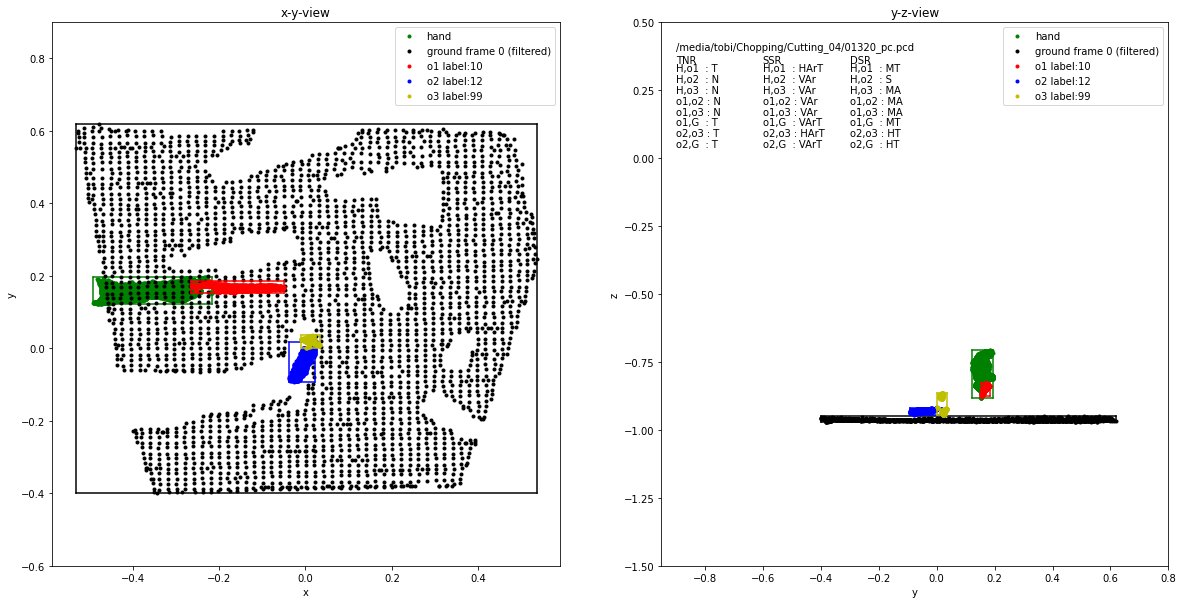 x-y-view
y
0.8
0.6
0.4
0.2
0.0
−0.2
−0.4
−0.6
−0.4
−0.2
0.0
0.2
0.4
x
hand
ground frame 0 (filtered)
o1 label:10
o2 label:12
o3 label:99
y-z-view
z
0.50
0.25
0.00
−0.25
−0.50
−0.75
−1.00
−1.25
−1.50
−0.8
−0.6
−0.4
−0.2
0.0
0.2
0.4
0.6
0.8
y
/media/tobi/Chopping/Cutting_04/01320_pc.pcd
TNR SSR DSR
H,o1 : T H,o1 : HArT H,o1 : MT
H,o2 : N H,o2 : VAr H,o2 : S
H,o3 : N H,o3 : VAr H,o3 : MA
o1,o2 : N o1,o2 : VAr o1,o2 : MA
o1,o3 : N o1,o3 : VAr o1,o3 : MA
o1,G : T o1,G : VArT o1,G : MT
o2,o3 : T o2,o3 : HArT o2,o3 : HT
o2,G : T o2,G : VArT o2,G : HT
hand
ground frame 0 (filtered)
o1 label:10
o2 label:12
o3 label:99